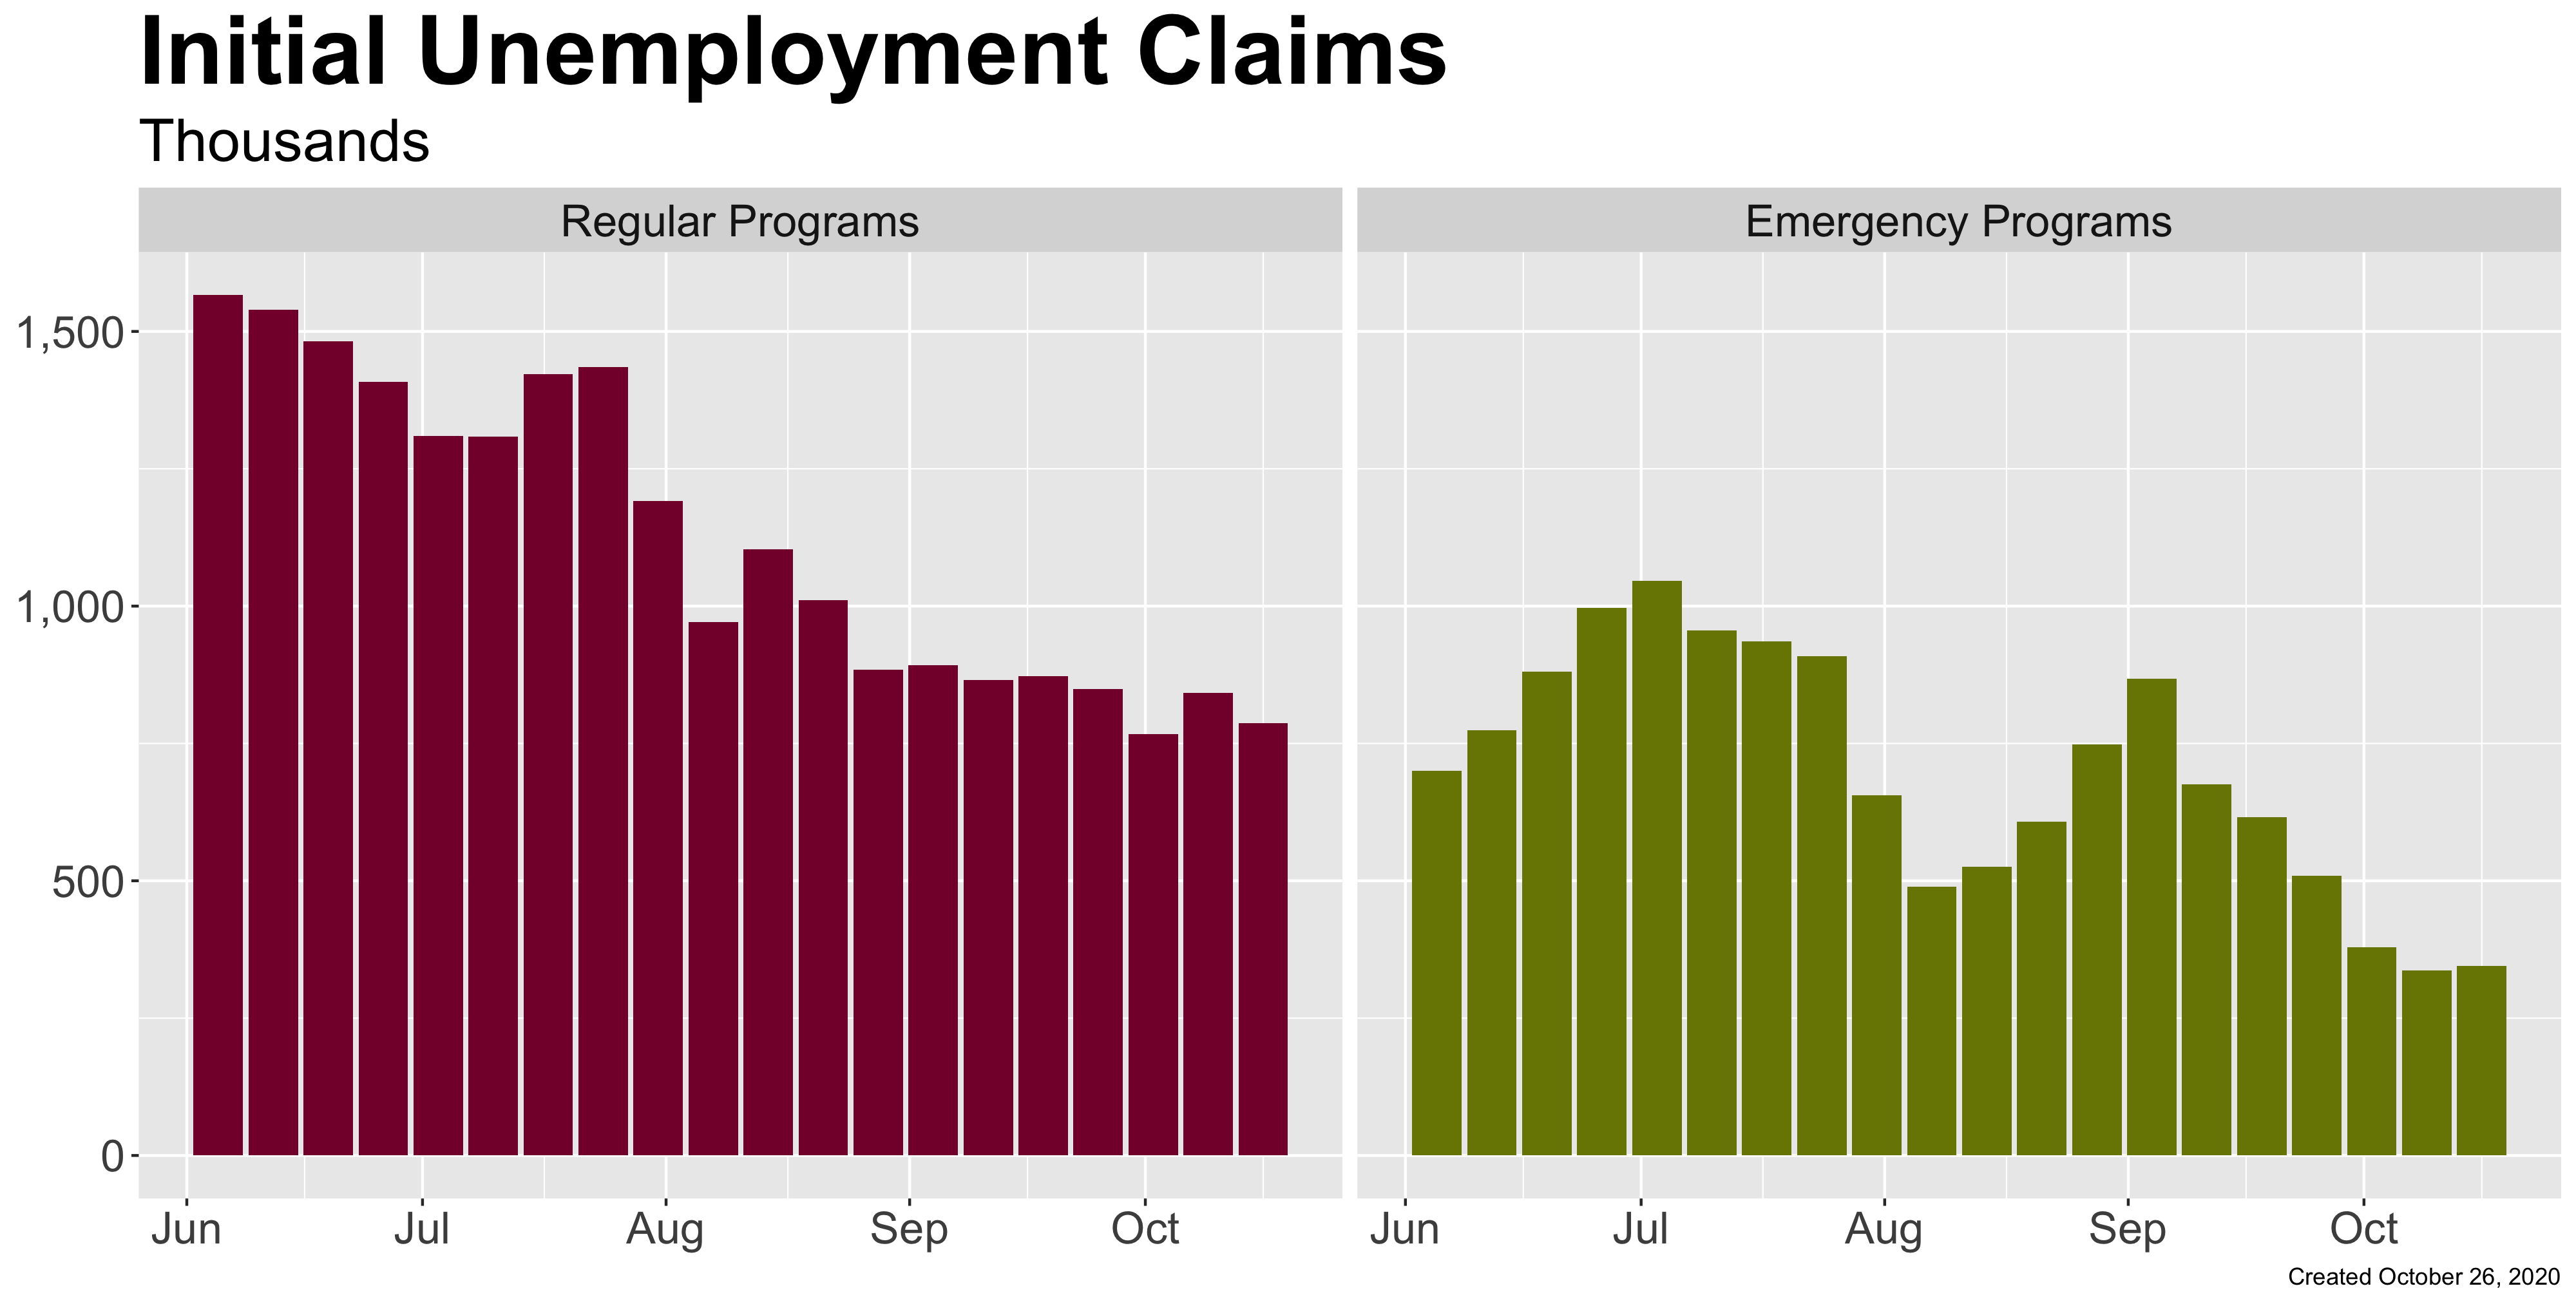 Initial Unemployment Claims
Thousands
Regular Programs
Emergency Programs
1,500
1,000
500
0
Jun Jul Aug Sep Oct
Jun Jul Aug Sep Oct
Created October 26, 2020